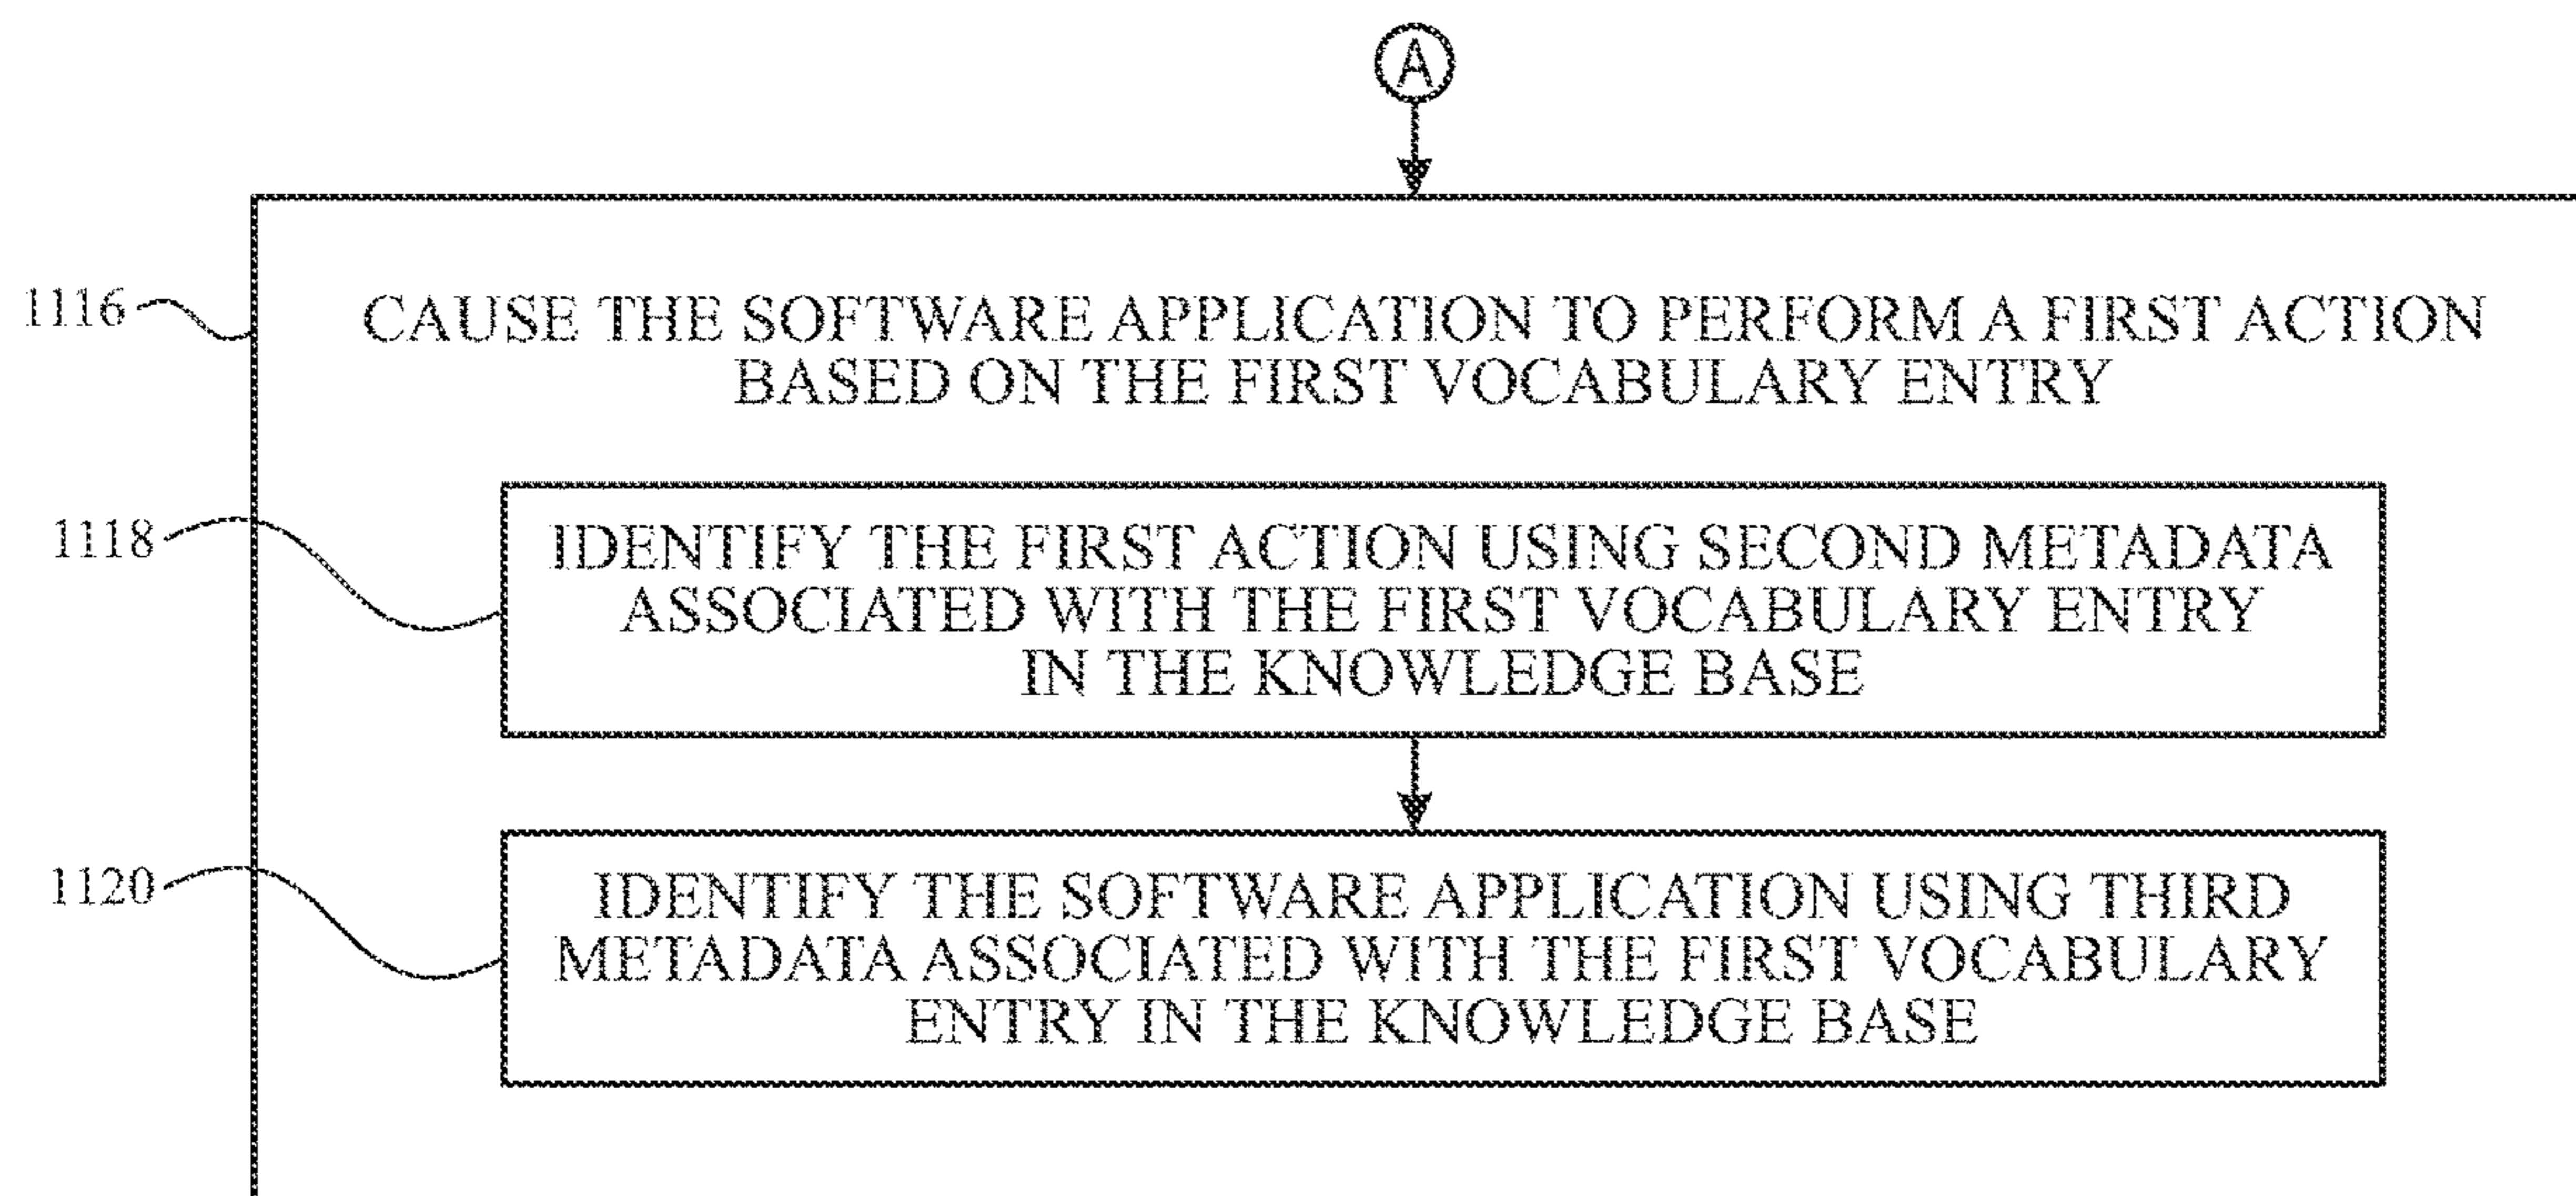 A
1116
CAUSE THE SOFTWARE APPLICATION TO PERFORM A FIRST ACTION
BASED ON THE FIRST VOCABULARY ENTRY
1118
IDENTIFY THE FIRST ACTION USING SECOND METADATA
ASSOCIATED WITH THE FIRST VOCABULARY ENTRY
IN THE KNOWLEDGE BASE
1120
IDENTIFY THE SOFTWARE APPLICATION USING THIRD
METADATA ASSOCIATED WITH THE FIRST VOCABULARY
ENTRY IN THE KNOWLEDGE BASE